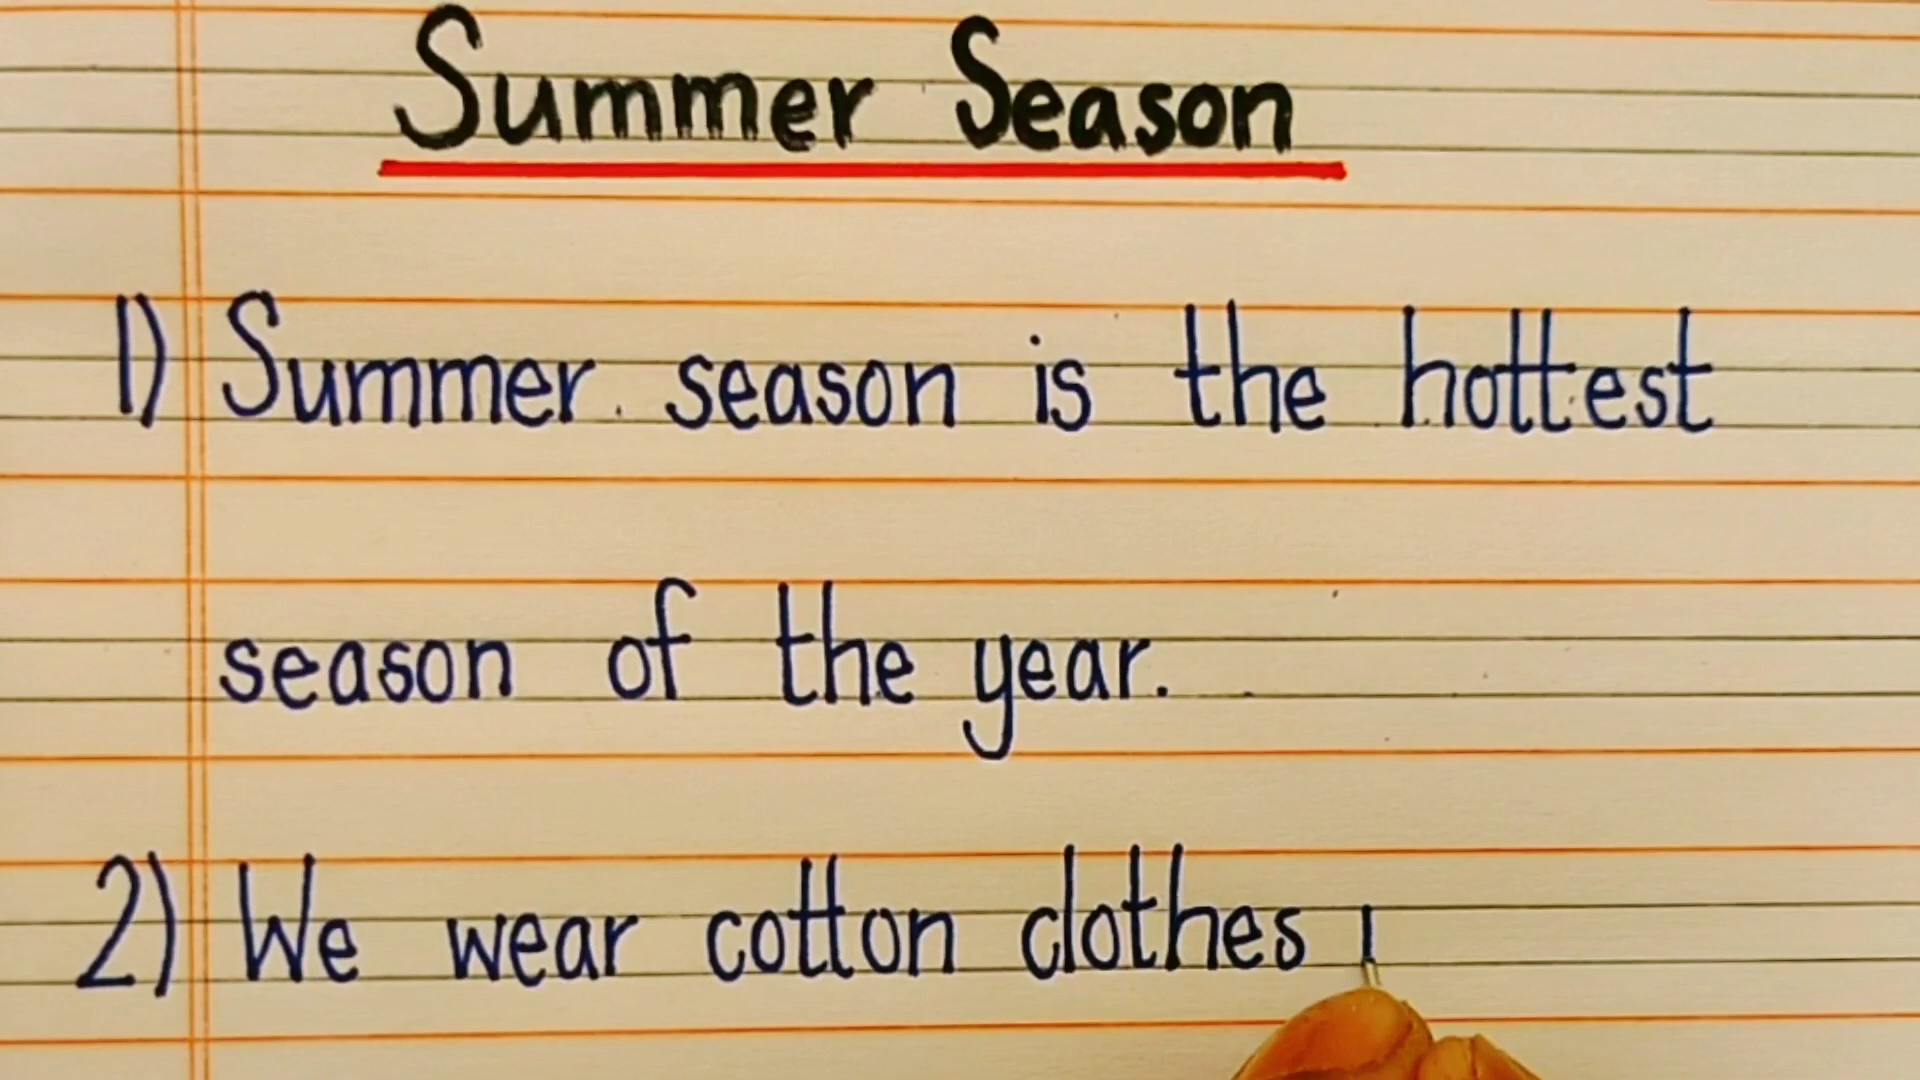 Summer Season
1) Summer season is the hottest
season of the year.
2) We wear cotton clothes